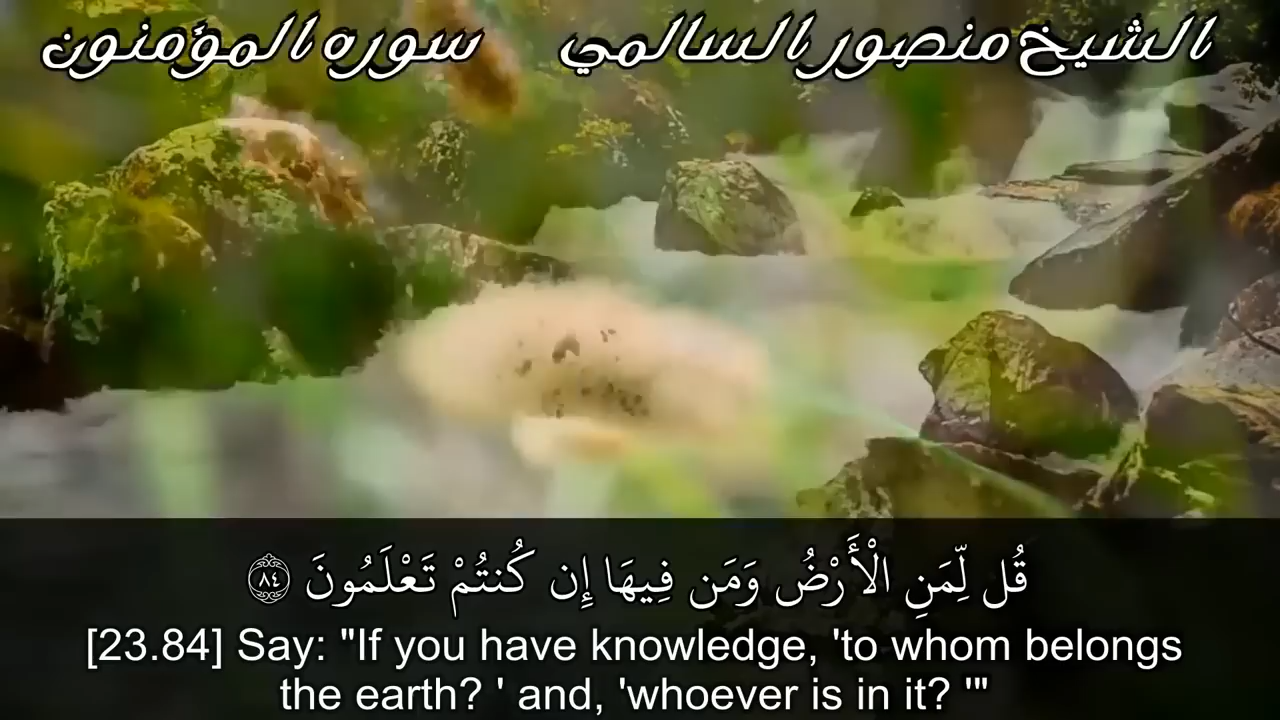 الشيخ منصور السالمي سوره المؤمنون
قُل لِّمَنِ الْأَرْضُ وَمَن فِيهَا إِن كُنتُمْ تَعْلَمُونَ ٨٤
[23.84] Say: "If you have knowledge, 'to whom belongs
the earth? ' and, 'whoever is in it? '"